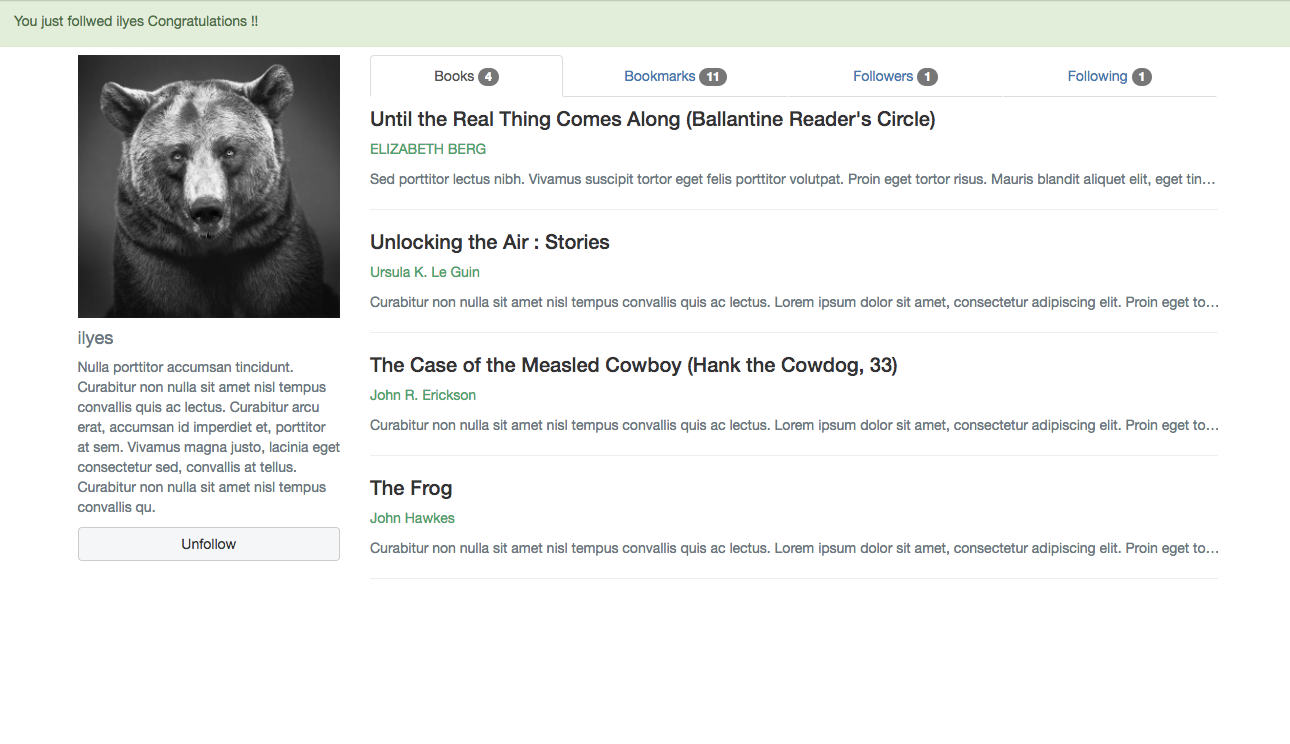 You just follwed ilyes Congratulations !!
Books 4 Bookmarks 11 Followers 1 Following 1
Until the Real Thing Comes Along (Ballantine Reader's Circle)
ELIZABETH BERG
Sed porttitor lectus nibh. Vivamus suscipit tortor eget felis porttitor volutpat. Proin eget tortor risus. Mauris blandit aliquet elit, eget tin…
Unlocking the Air : Stories
Ursula K. Le Guin
Curabitur non nulla sit amet nisl tempus convallis quis ac lectus. Lorem ipsum dolor sit amet, consectetur adipiscing elit. Proin eget to…
The Case of the Measled Cowboy (Hank the Cowdog, 33)
John R. Erickson
Curabitur non nulla sit amet nisl tempus convallis quis ac lectus. Lorem ipsum dolor sit amet, consectetur adipiscing elit. Proin eget to…
The Frog
John Hawkes
Curabitur non nulla sit amet nisl tempus convallis quis ac lectus. Lorem ipsum dolor sit amet, consectetur adipiscing elit. Proin eget to…
ilyes
Nulla porttitor accumsan tincidunt.
Curabitur non nulla sit amet nisl tempus
convallis quis ac lectus. Curabitur arcu
erat, accumsan id imperdiet et, porttitor
at sem. Vivamus magna justo, lacinia eget
consectetur sed, convallis at tellus.
Curabitur non nulla sit amet nisl tempus
convallis qu.
Unfollow